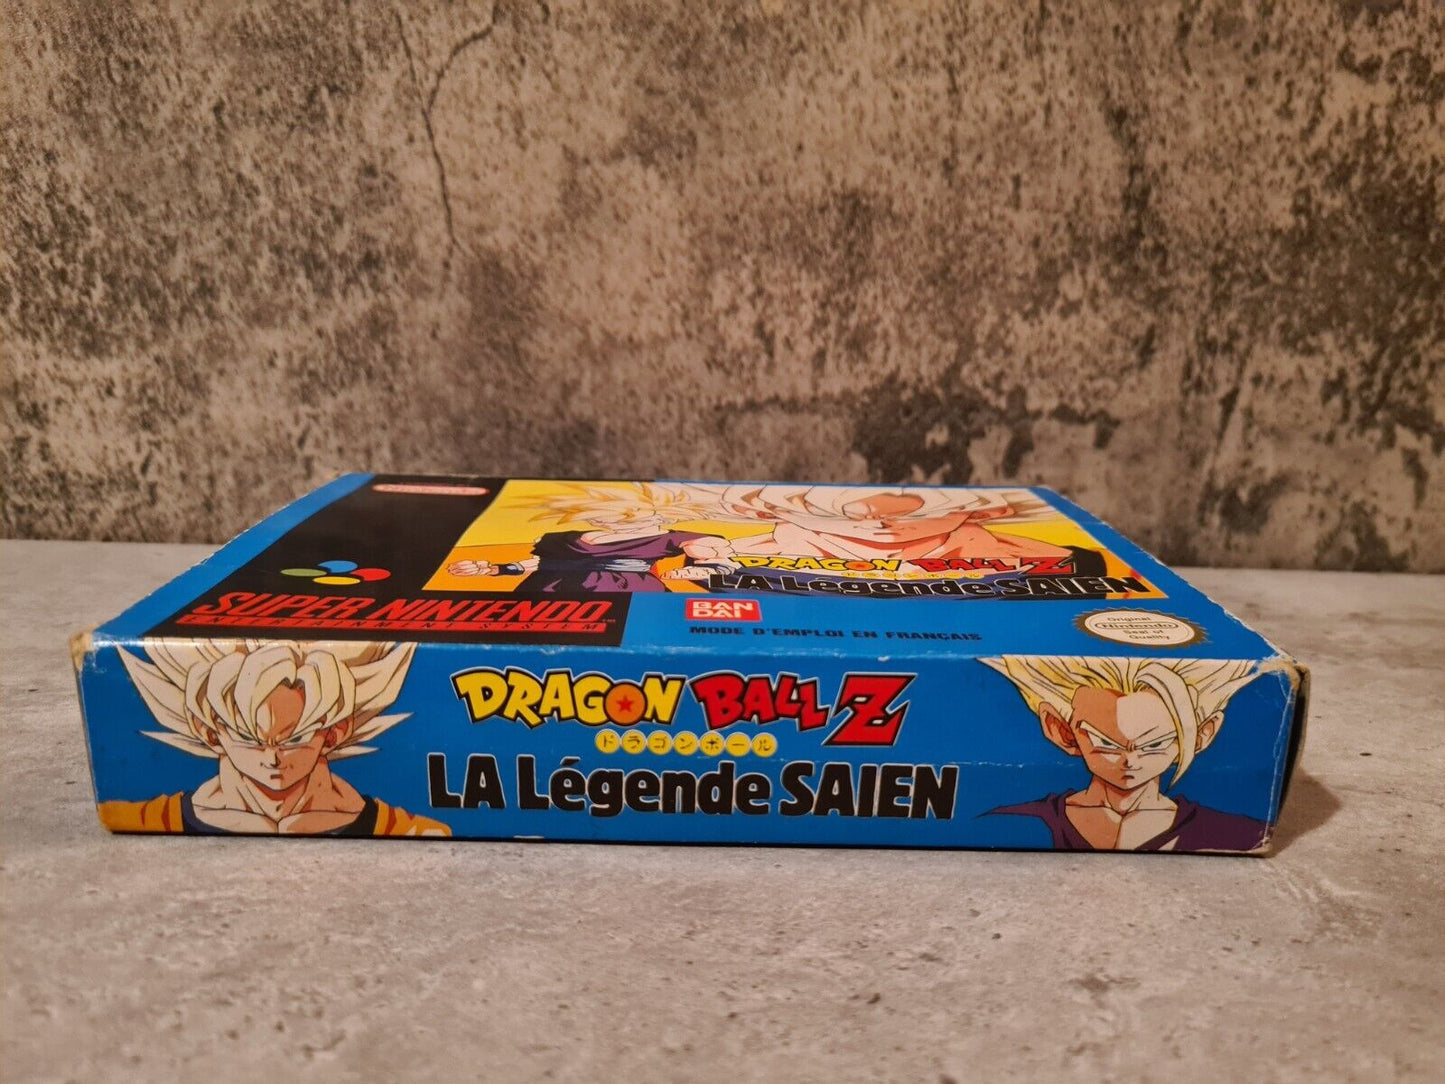 Nintendo
DRAGON BALL Z
LA Légende SAIEN
SUPER NINTENDO
ENTERTAINMENT SYSTEM
BAN
DAI
MODE D'EMPLOI EN FRANÇAIS
Original
Nintendo
Seal of
Quality
DRAGON BALL Z
ドラゴンボール
LA Légende SAIEN